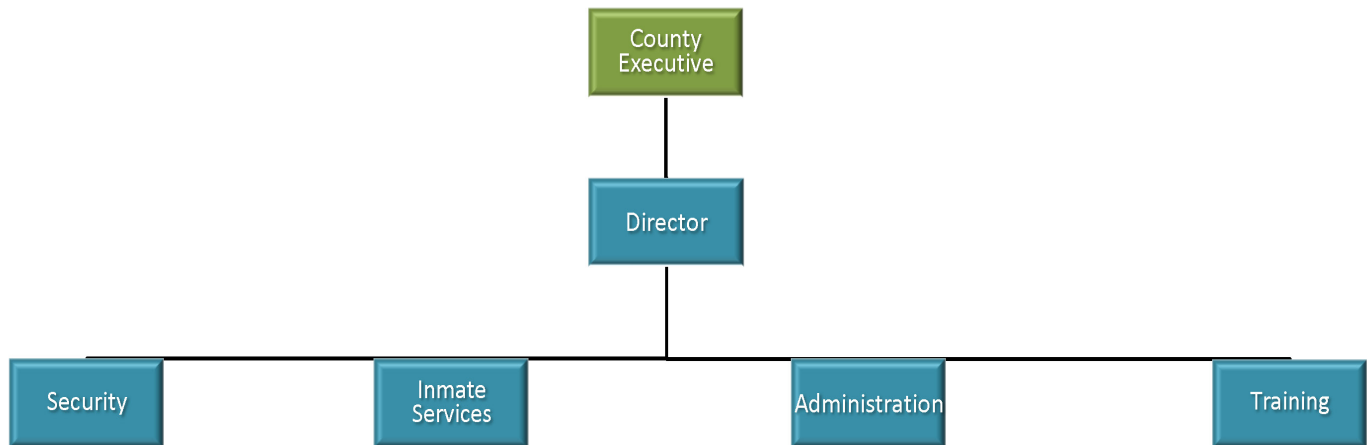 County
Executive
Director
Security
Inmate
Services
Administration
Training